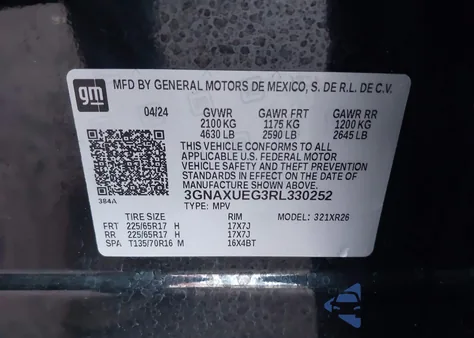 gm MFD BY GENERAL MOTORS DE MEXICO, S. DE R.L. DE C.V.
04/24 GVWR GAWR FRT GAWR RR
2100 KG 1175 KG 1200 KG
4630 LB 2590 LB 2645 LB
THIS VEHICLE CONFORMS TO ALL
APPLICABLE U.S. FEDERAL MOTOR
VEHICLE SAFETY AND THEFT PREVENTION
STANDARDS IN EFFECT ON THE DATE OF
MANUFACTURE SHOWN ABOVE.
384A 3GNAXUEG3RL330252
TYPE: MPV
TIRE SIZE RIM MODEL: 321XR26
FRT 225/65R17 H 17X7J
RR 225/65R17 H 17X7J
SPA T135/70R16 M 16X4BT